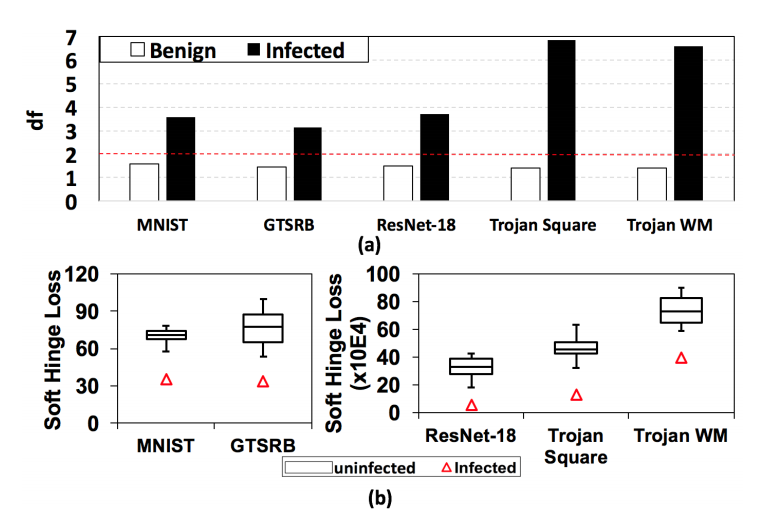 7
6
5
4
3
2
1
0
df
Benign Infected
MNIST GTSRB ResNet-18 Trojan Square Trojan WM
(a)
120
90
60
30
0
Soft Hinge Loss
MNIST GTSRB
100
80
60
40
20
0
Soft Hinge Loss
(x10E4)
ResNet-18 Trojan Trojan WM
Square
uninfected Infected
(b)